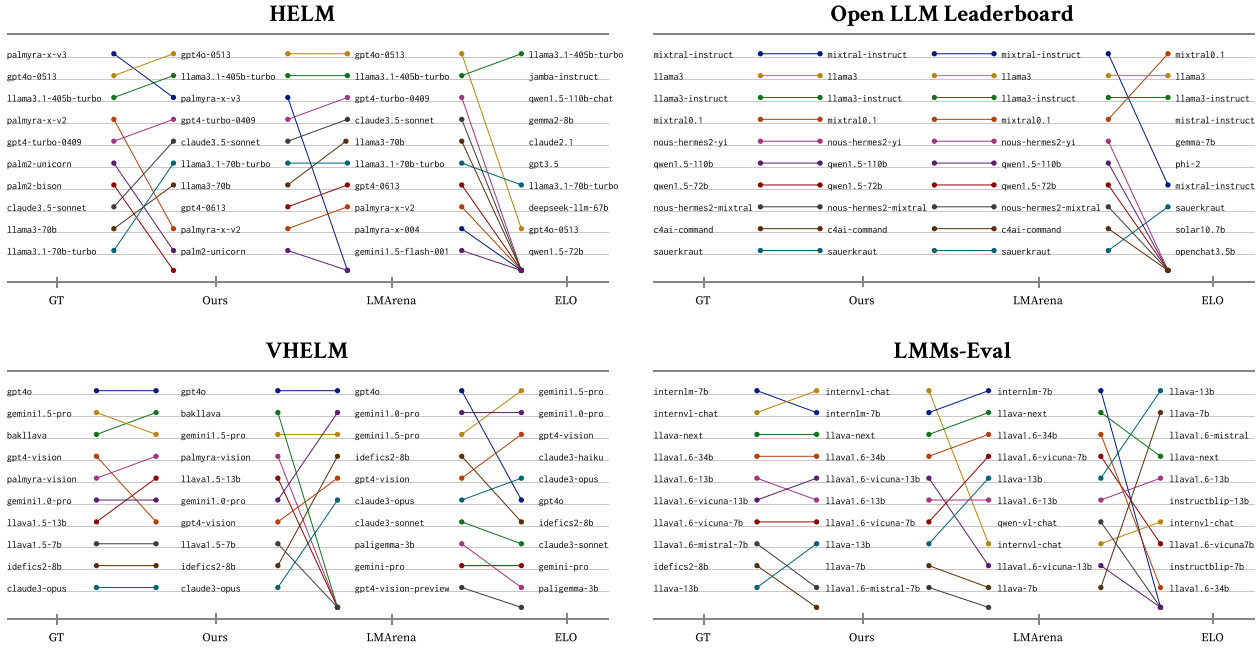 HELM
palmyra-x-v3 gpt4o-0513 gpt4o-0513 llama3.1-405b-turbo
gpt4o-0513 llama3.1-405b-turbo llama3.1-405b-turbo jamba-instruct
llama3.1-405b-turbo palmyra-x-v3 gpt4-turbo-0409 qwen1.5-110b-chat
palmyra-x-v2 gpt4-turbo-0409 claude3.5-sonnet gemma2-8b
gpt4-turbo-0409 claude3.5-sonnet llama3-70b claude2.1
palm2-unicorn llama3.1-70b-turbo llama3.1-70b-turbo gpt3.5
palm2-bison llama3-70b gpt4-0613 llama3.1-70b-turbo
claude3.5-sonnet gpt4-0613 palmyra-x-v2 deepseek-llm-67b
llama3-70b palmyra-x-v2 palmyra-x-004 gpt4o-0513
llama3.1-70b-turbo palm2-unicorn gemini1.5-flash-001 qwen1.5-72b
GT Ours LMArena ELO
Open LLM Leaderboard
mixtral-instruct mixtral-instruct mixtral-instruct mixtral0.1
llama3 llama3 llama3 llama3
llama3-instruct llama3-instruct llama3-instruct llama3-instruct
mixtral0.1 mixtral0.1 mixtral0.1 mistral-instruct
nous-hermes2-yi nous-hermes2-yi nous-hermes2-yi gemma-7b
qwen1.5-110b qwen1.5-110b qwen1.5-110b phi-2
qwen1.5-72b qwen1.5-72b qwen1.5-72b mixtral-instruct
nous-hermes2-mixtral nous-hermes2-mixtral nous-hermes2-mixtral sauerkraut
c4ai-command c4ai-command c4ai-command solar10.7b
sauerkraut sauerkraut sauerkraut openchat3.5b
GT Ours LMArena ELO
VHELM
gpt4o gpt4o gpt4o gemini1.5-pro
gemini1.5-pro bakllava gemini1.0-pro gemini1.0-pro
bakllava gemini1.5-pro gemini1.5-pro gpt4-vision
gpt4-vision palmyra-vision idefics2-8b claude3-haiku
palmyra-vision llava1.5-13b gpt4-vision claude3-opus
gemini1.0-pro gemini1.0-pro claude3-opus gpt4o
llava1.5-13b gpt4-vision claude3-sonnet idefics2-8b
llava1.5-7b llava1.5-7b paligemma-3b claude3-sonnet
idefics2-8b idefics2-8b gemini-pro gemini-pro
claude3-opus claude3-opus gpt4-vision-preview paligemma-3b
GT Ours LMArena ELO
LMMs-Eval
internlm-7b internvl-chat internlm-7b llava-13b
internvl-chat internlm-7b llava-next llava-7b
llava-next llava-next llava1.6-34b llava1.6-mistral
llava1.6-34b llava1.6-34b llava1.6-vicuna-7b llava-next
llava1.6-13b llava1.6-vicuna-13b llava-13b llava1.6-13b
llava1.6-vicuna-13b llava1.6-13b llava1.6-13b instructblip-13b
llava1.6-vicuna-7b llava1.6-vicuna-7b qwen-vl-chat internvl-chat
llava1.6-mistral-7b llava-13b internvl-chat llava1.6-vicuna7b
idefics2-8b llava-7b llava1.6-vicuna-13b instructblip-7b
llava-13b llava1.6-mistral-7b llava-7b llava1.6-34b
GT Ours LMArena ELO